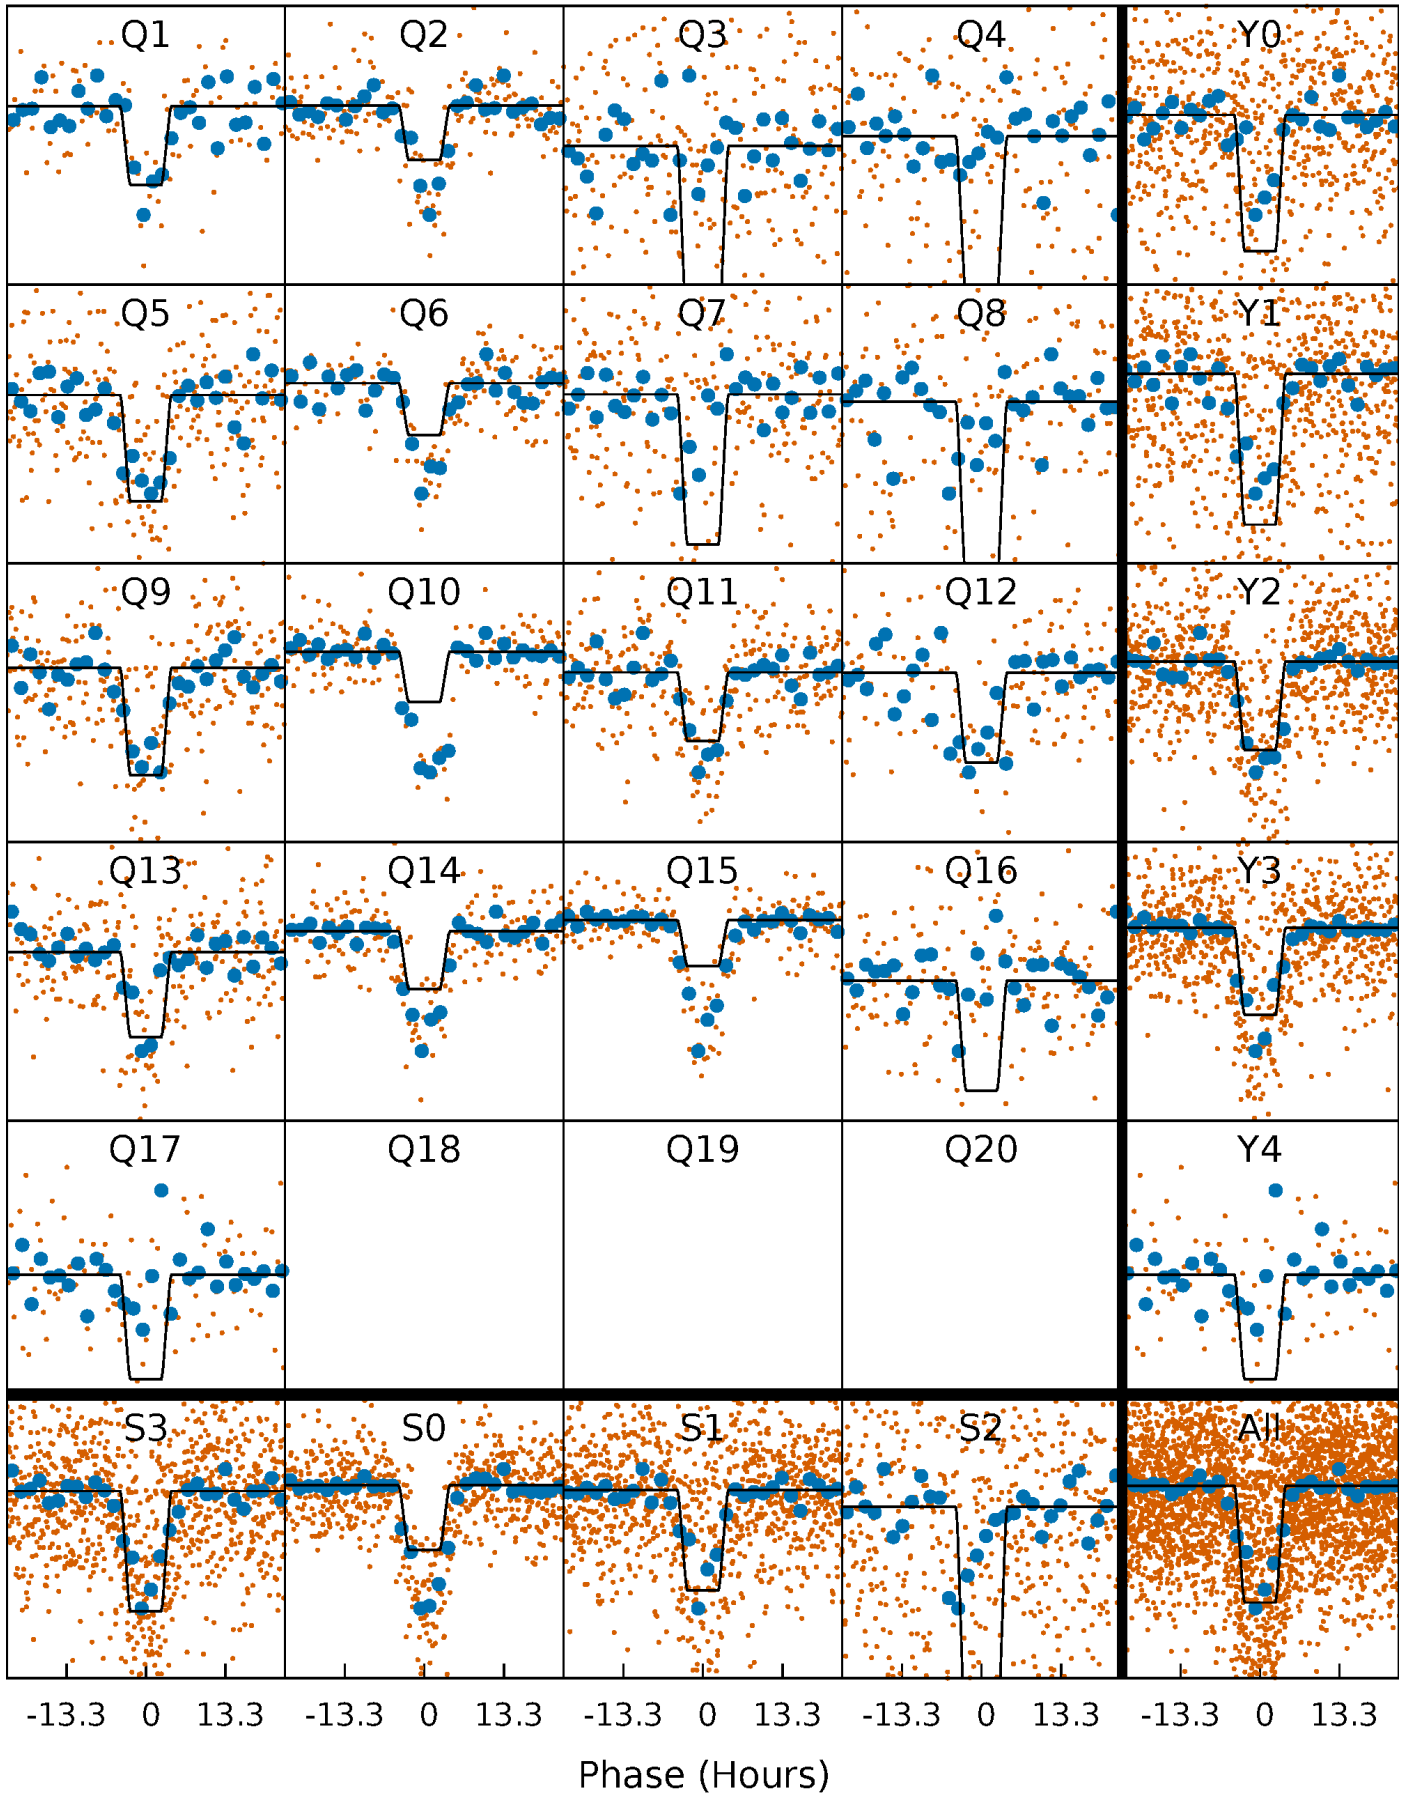 Q1 Q2 Q3 Q4 Y0
Q5 Q6 Q7 Q8 Y1
Q9 Q10 Q11 Q12 Y2
Q13 Q14 Q15 Q16 Y3
Q17 Q18 Q19 Q20 Y4
S3 S0 S1 S2 All
-13.3 0 13.3 -13.3 0 13.3 -13.3 0 13.3 -13.3 0 13.3 -13.3 0 13.3
Phase (Hours)